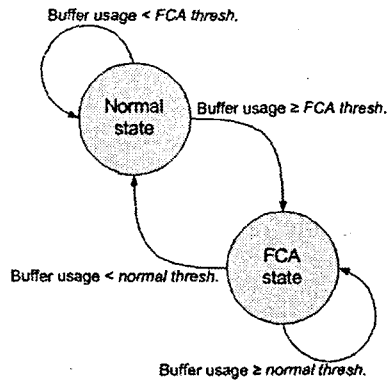 Buffer usage < FCA thresh.
Normal
state
Buffer usage ≥ FCA thresh.
FCA
state
Buffer usage < normal thresh.
Buffer usage ≥ normal thresh.